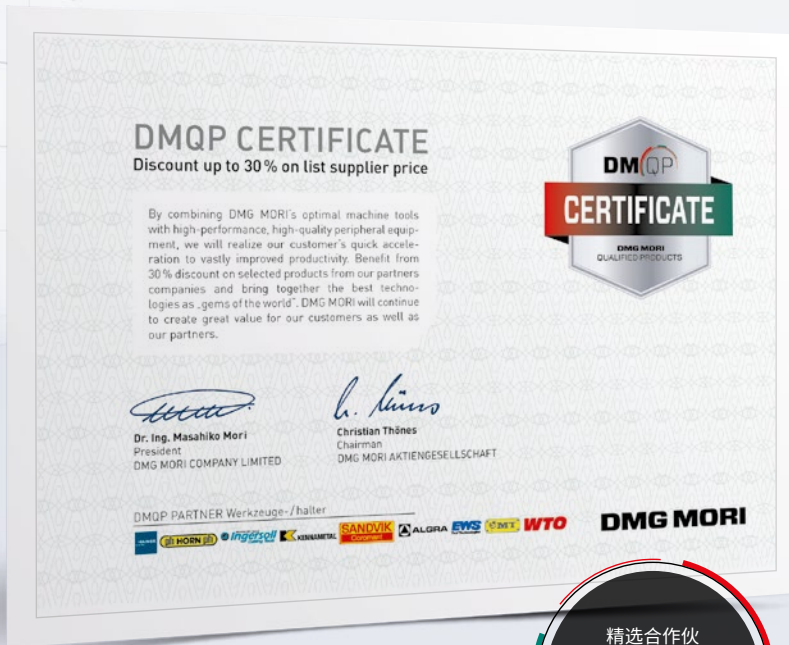 DMQP CERTIFICATE
Discount up to 30 % on list supplier price
By combining DMG MORI's optimal machine tools
with high-performance, high-quality peripheral equip-
ment, we will realize our customer's quick accele-
ration to vastly improved productivity. Benefit from
30 % discount on selected products from our partners
companies and bring together the best techno-
logies as „gems of the world“. DMG MORI will continue
to create great value for our customers as well as
our partners.
DMQP
CERTIFICATE
DMG MORI
QUALIFIED PRODUCTS
Dr. Ing. Masahiko Mori
President
DMG MORI COMPANY LIMITED
Christian Thönes
Chairman
DMG MORI AKTIENGESELLSCHAFT
DMQP PARTNER Werkzeuge-/halter
ph HORN ph Ingersoll KENNAMETAL SANDVIK Coromant ALGRA EWS WTO
DMG MORI
精选合作伙